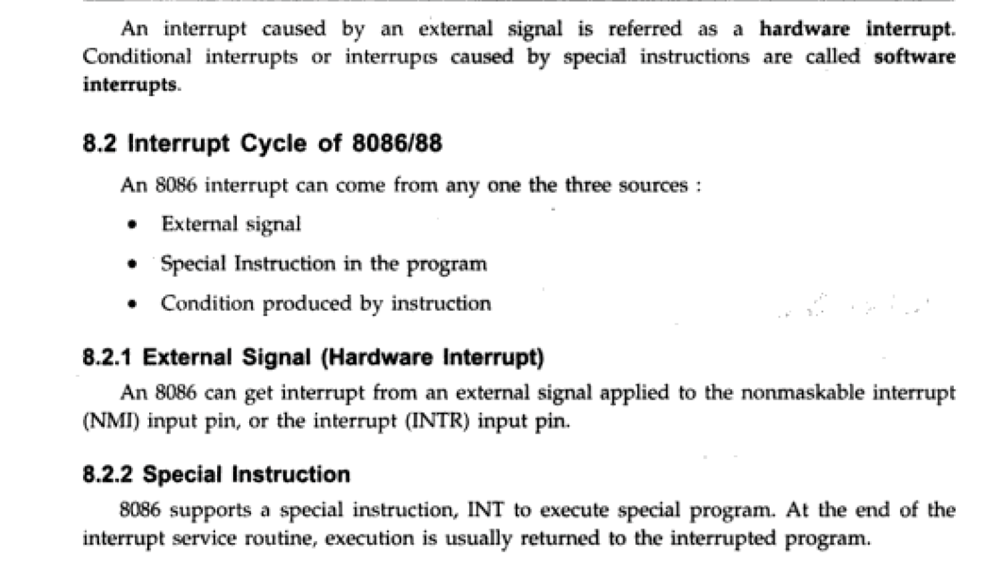 An interrupt caused by an external signal is referred as a hardware interrupt.
Conditional interrupts or interrupts caused by special instructions are called software
interrupts.
8.2 Interrupt Cycle of 8086/88
An 8086 interrupt can come from any one the three sources :
• External signal
• Special Instruction in the program
• Condition produced by instruction
8.2.1 External Signal (Hardware Interrupt)
An 8086 can get interrupt from an external signal applied to the nonmaskable interrupt
(NMI) input pin, or the interrupt (INTR) input pin.
8.2.2 Special Instruction
8086 supports a special instruction, INT to execute special program. At the end of the
interrupt service routine, execution is usually returned to the interrupted program.